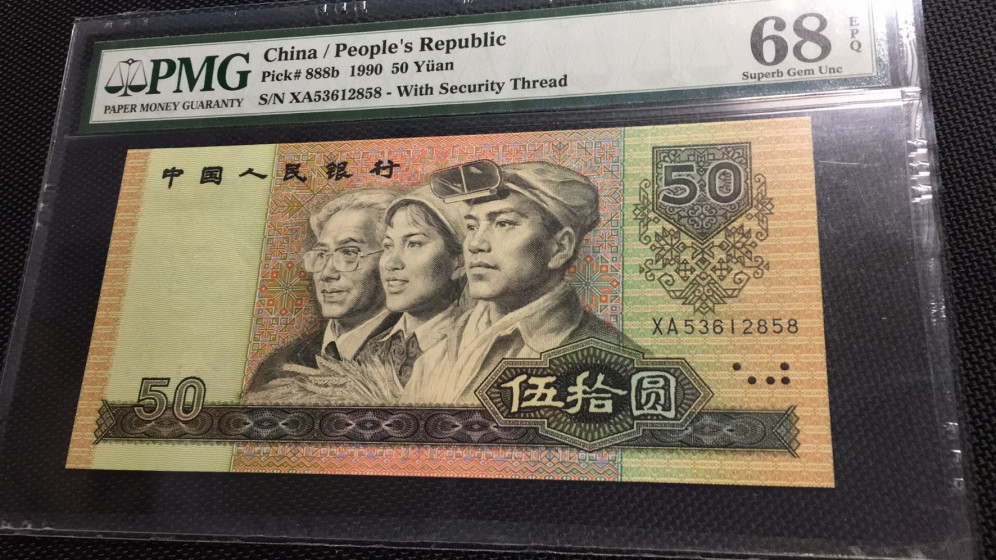 PMG
PAPER MONEY GUARANTY
China / People's Republic
Pick# 888b 1990 50 Yüan
S/N XA53612858 - With Security Thread
68
EPQ
Superb Gem Unc
中国人民银行
50
XA53612858
50
伍拾圆